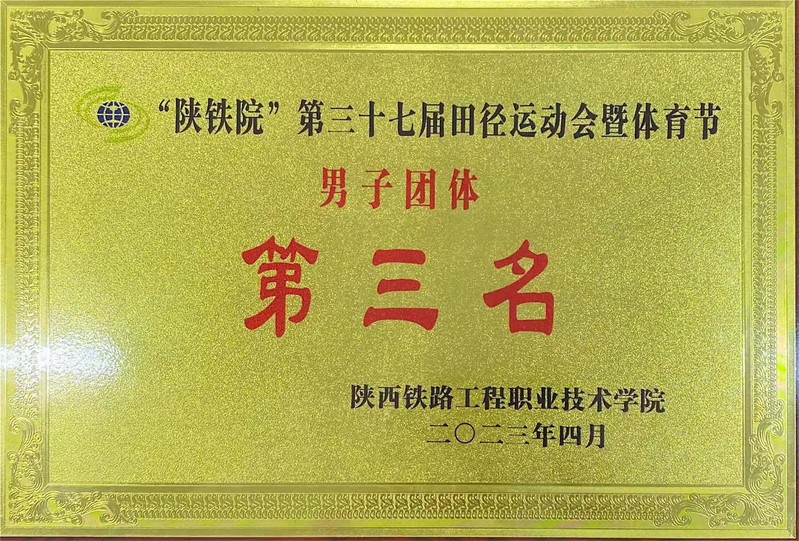 “陕铁院”第三十七届田径运动会暨体育节
男子团体
第三名
陕西铁路工程职业技术学院
二〇二三年四月